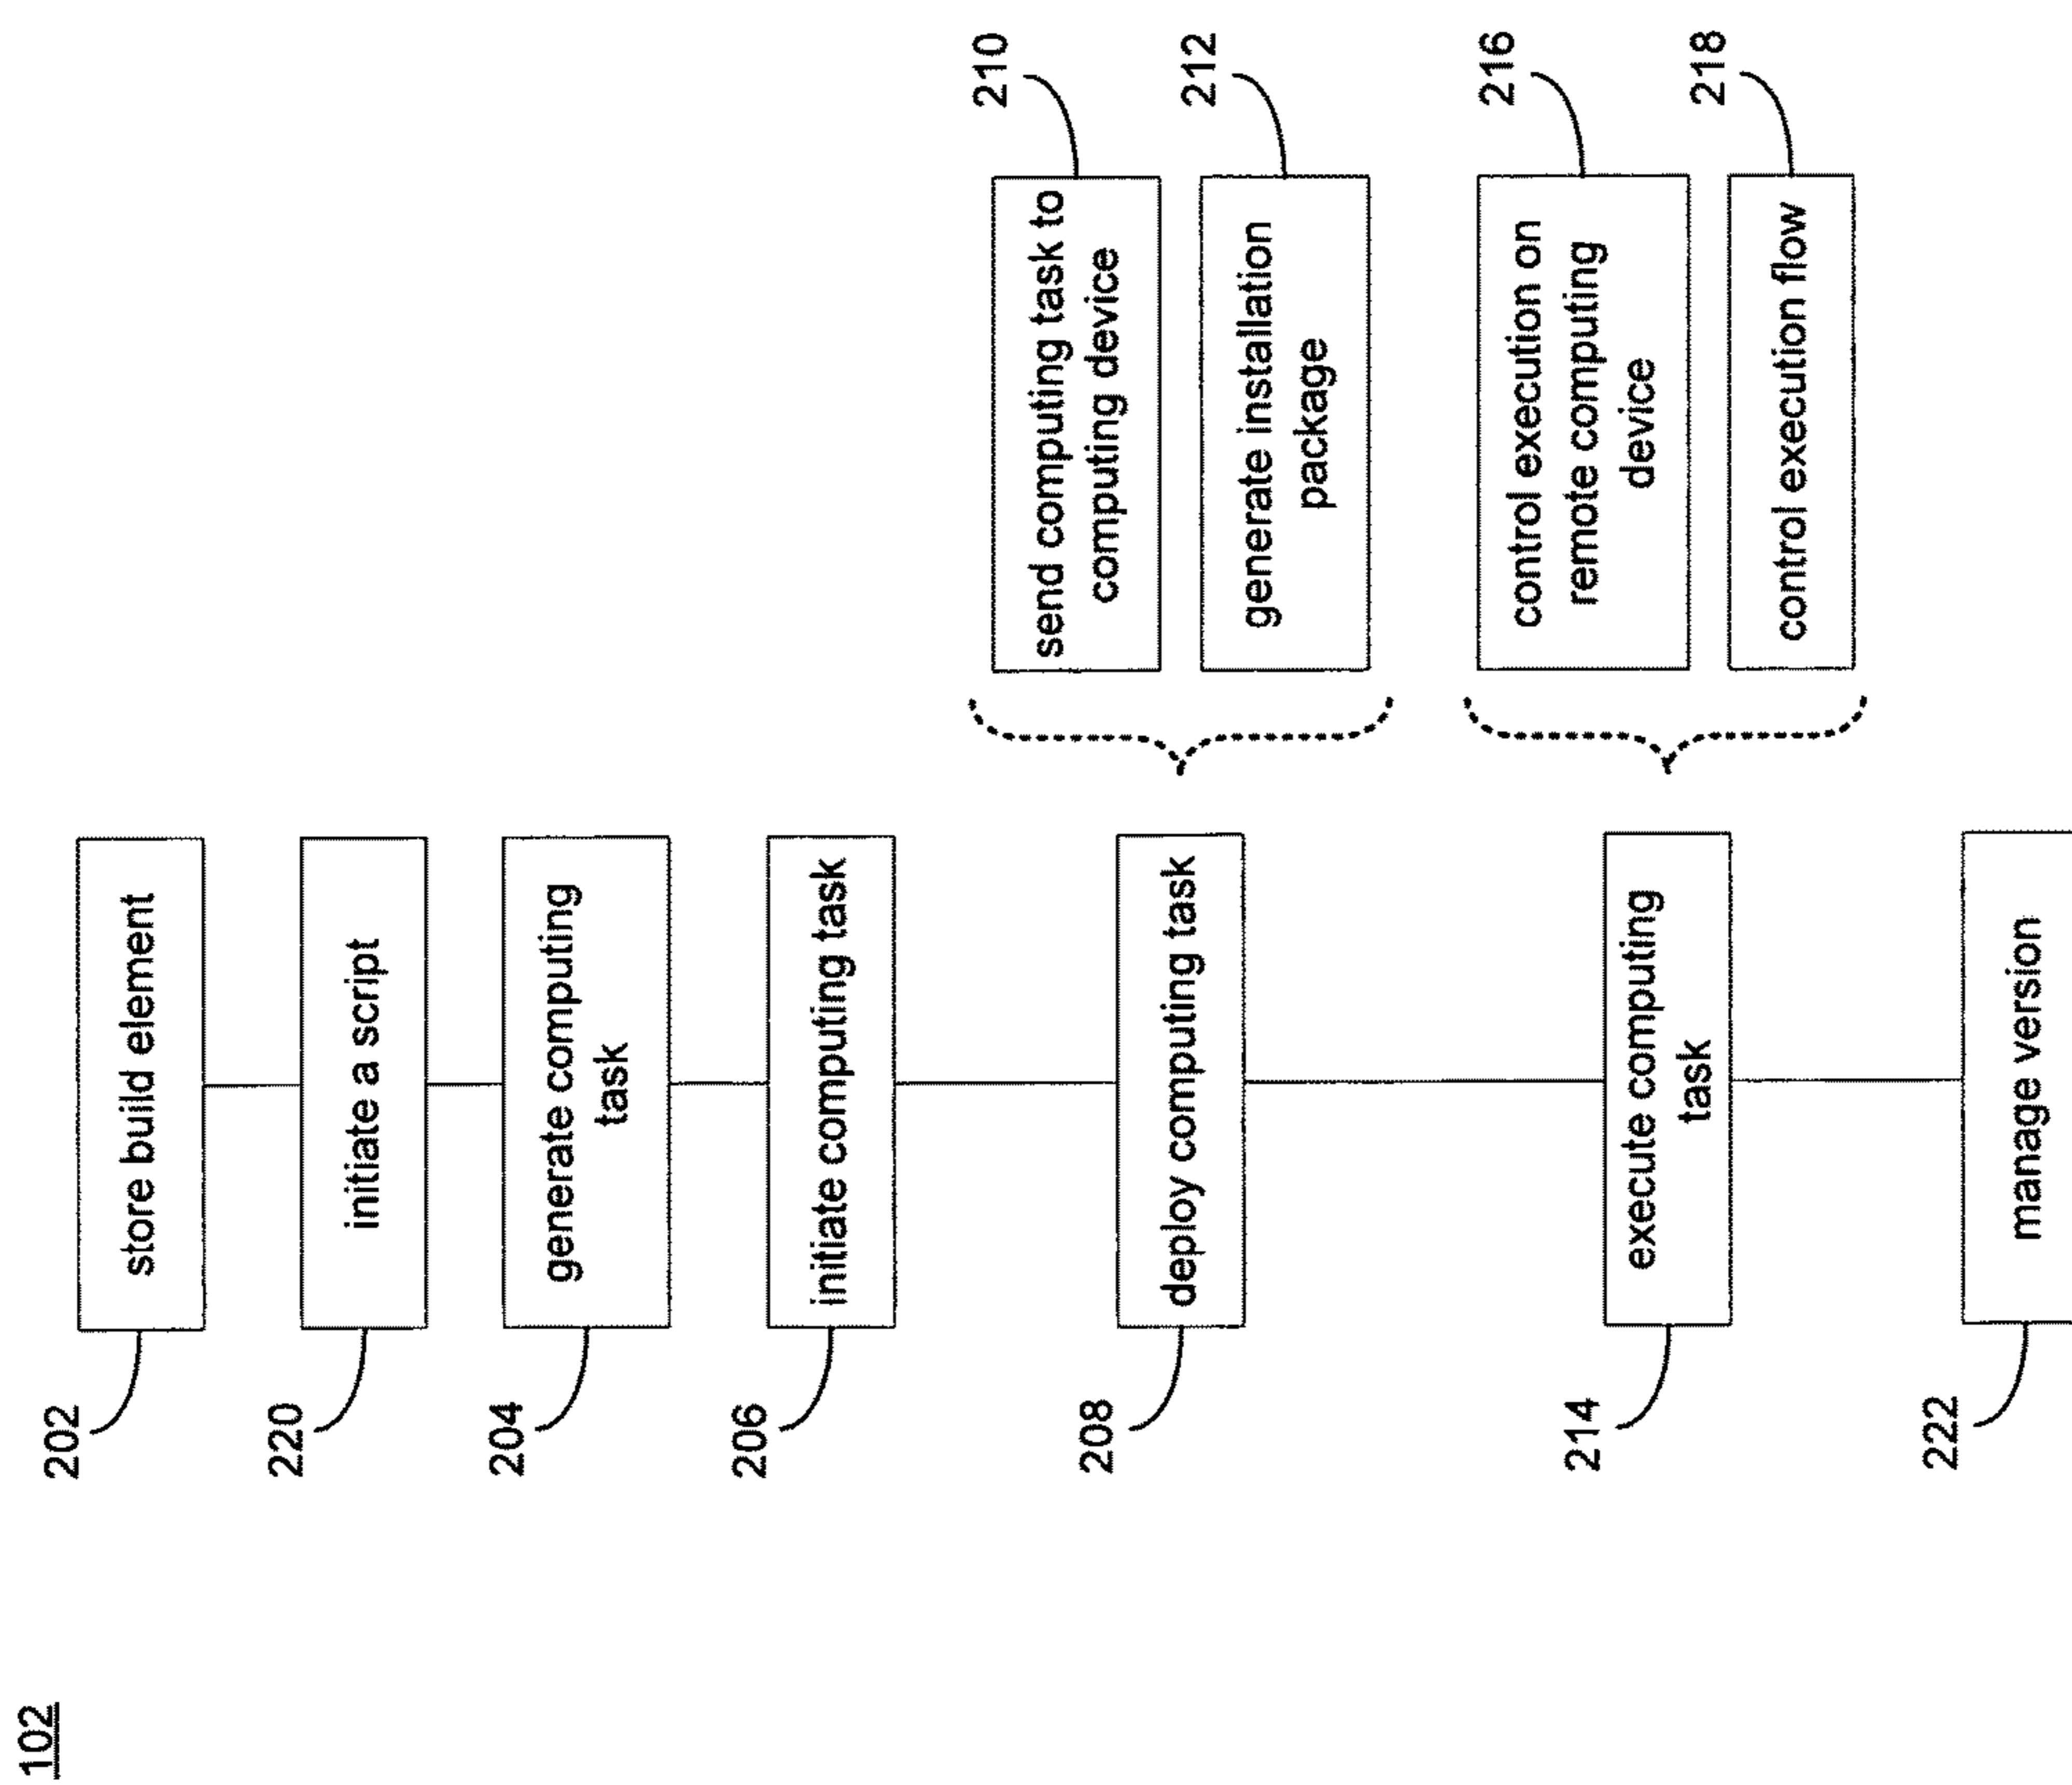 102
202
store build element
220
initiate a script
204
generate computing
task
206
initiate computing task
208
deploy computing task
210
send computing task to
computing device
212
generate installation
package
214
execute computing
task
216
control execution on
remote computing
device
218
control execution flow
222
manage version